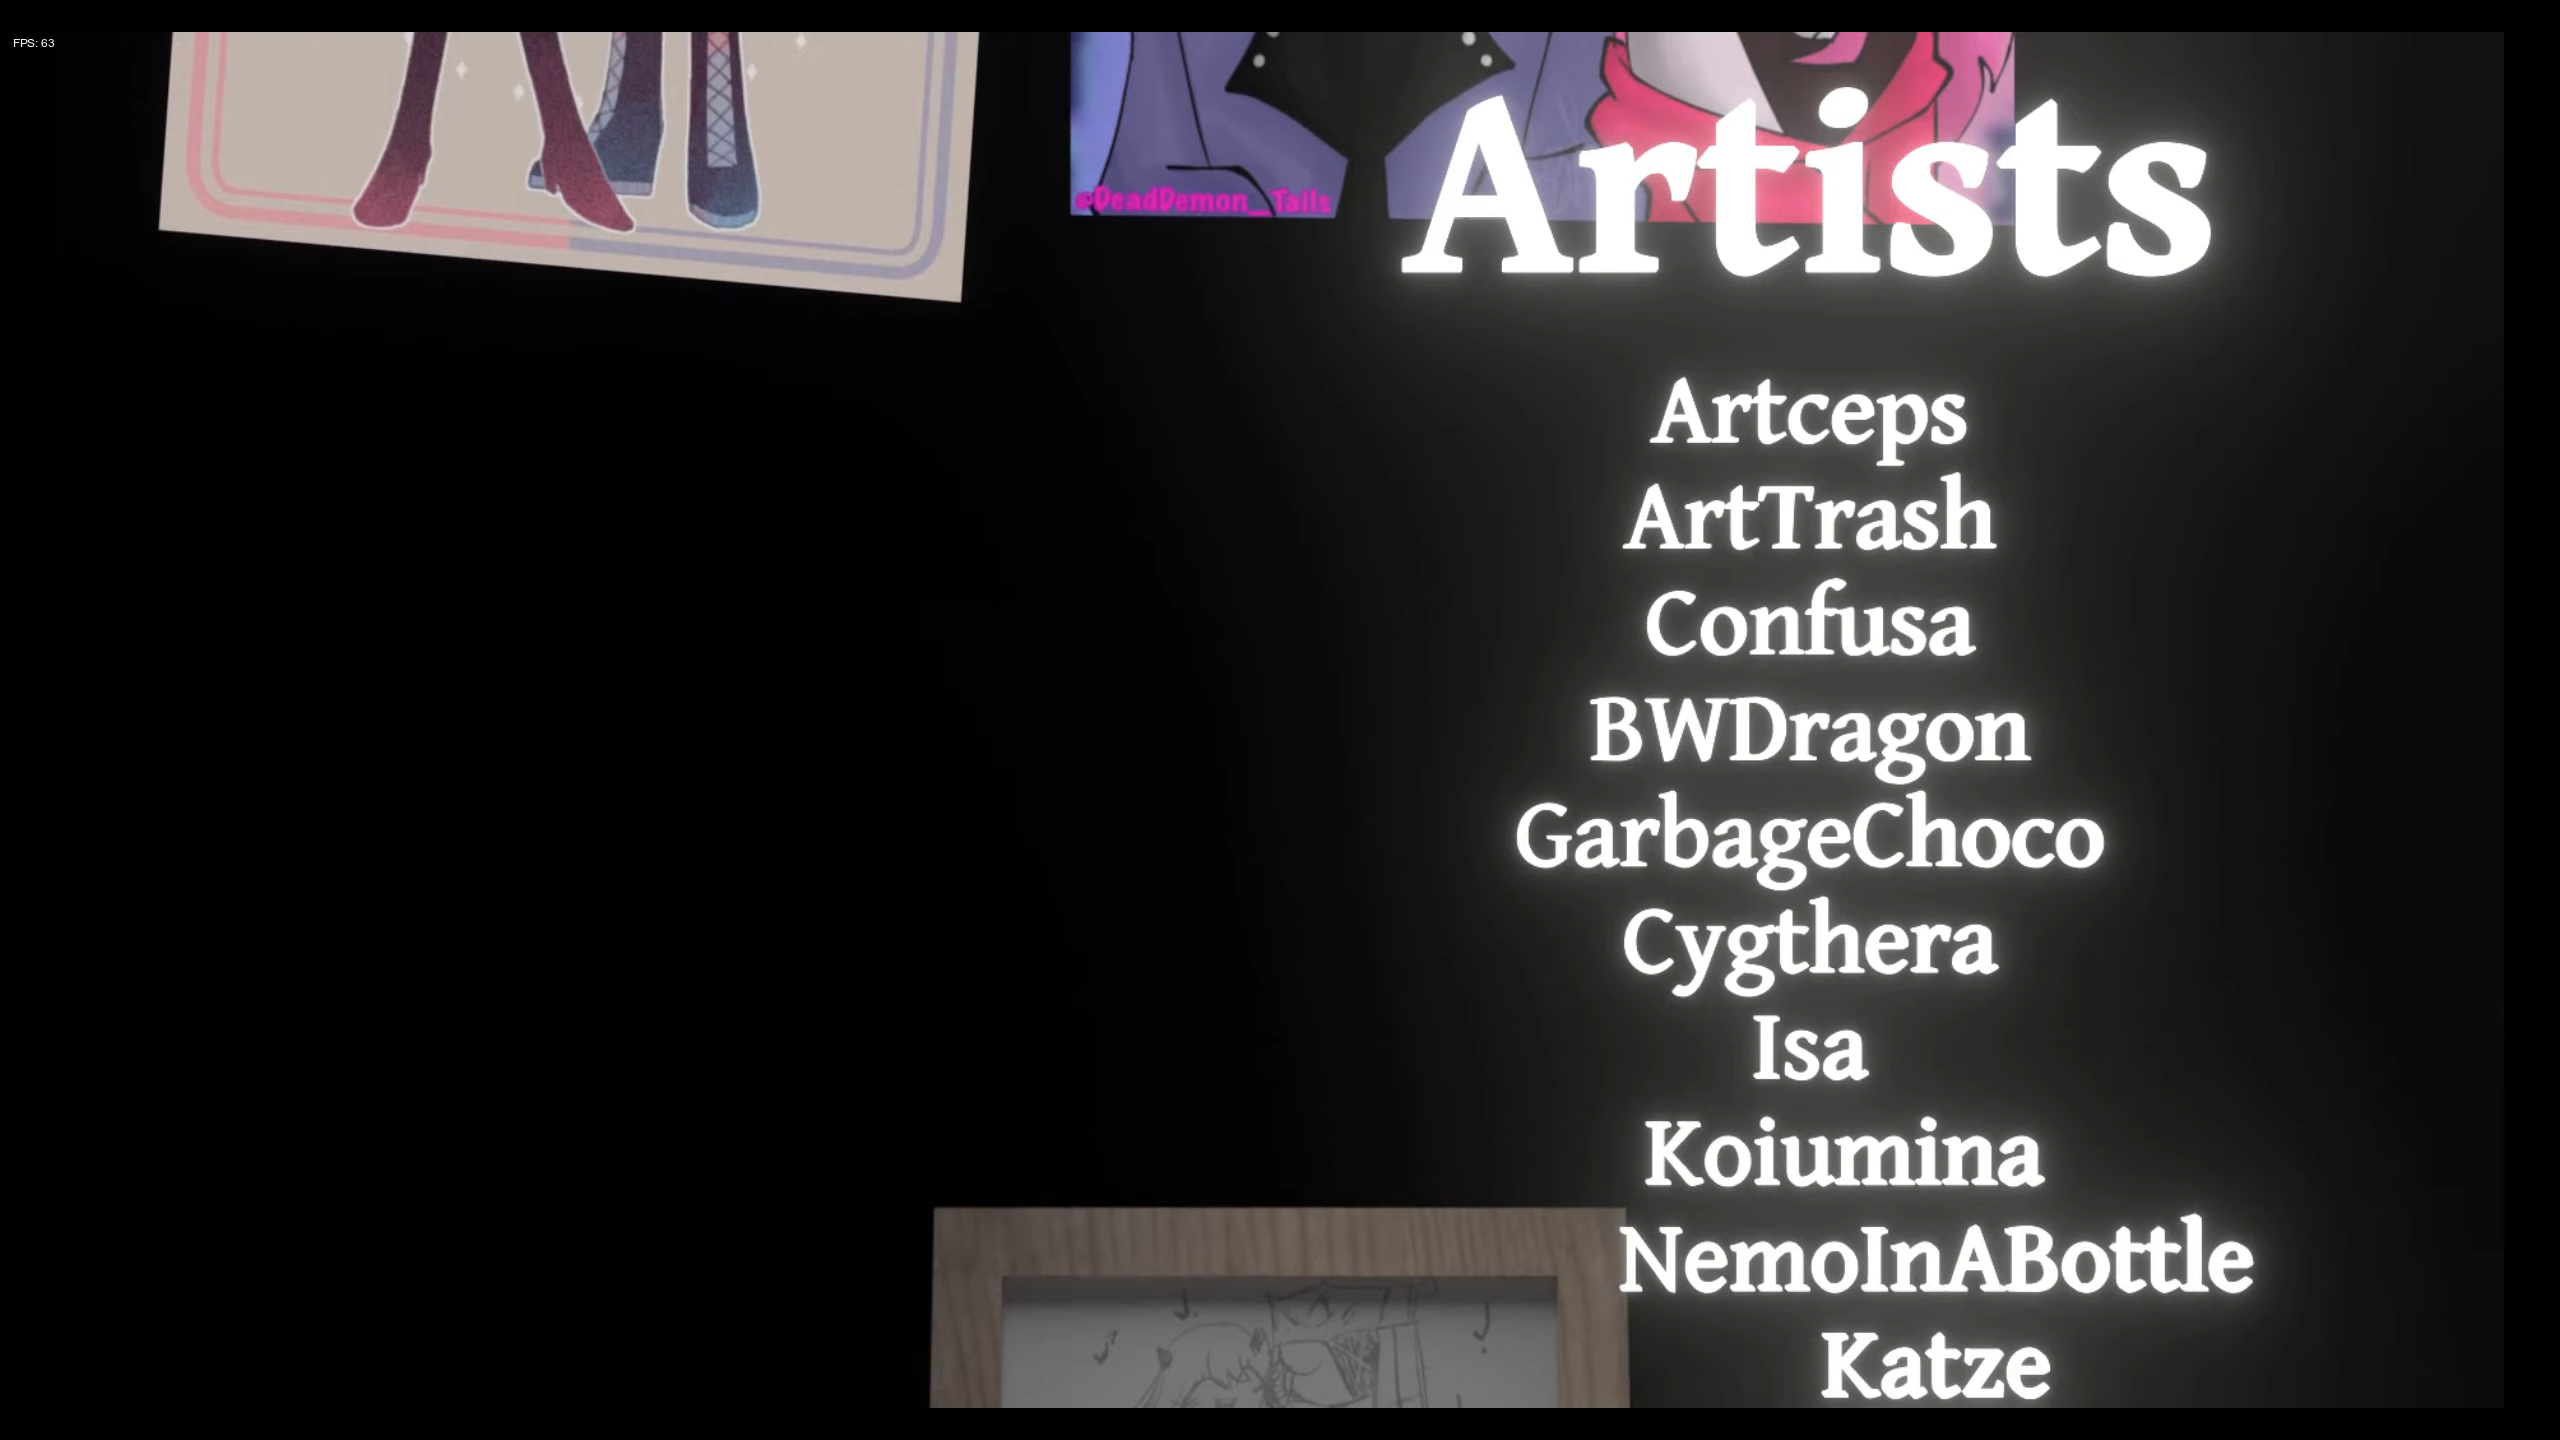 FPS: 63
@DeadDemon_Tails
Artists
Artceps
ArtTrash
Confusa
BWDragon
GarbageChoco
Cygthera
Isa
Koiumina
NemoInABottle
Katze